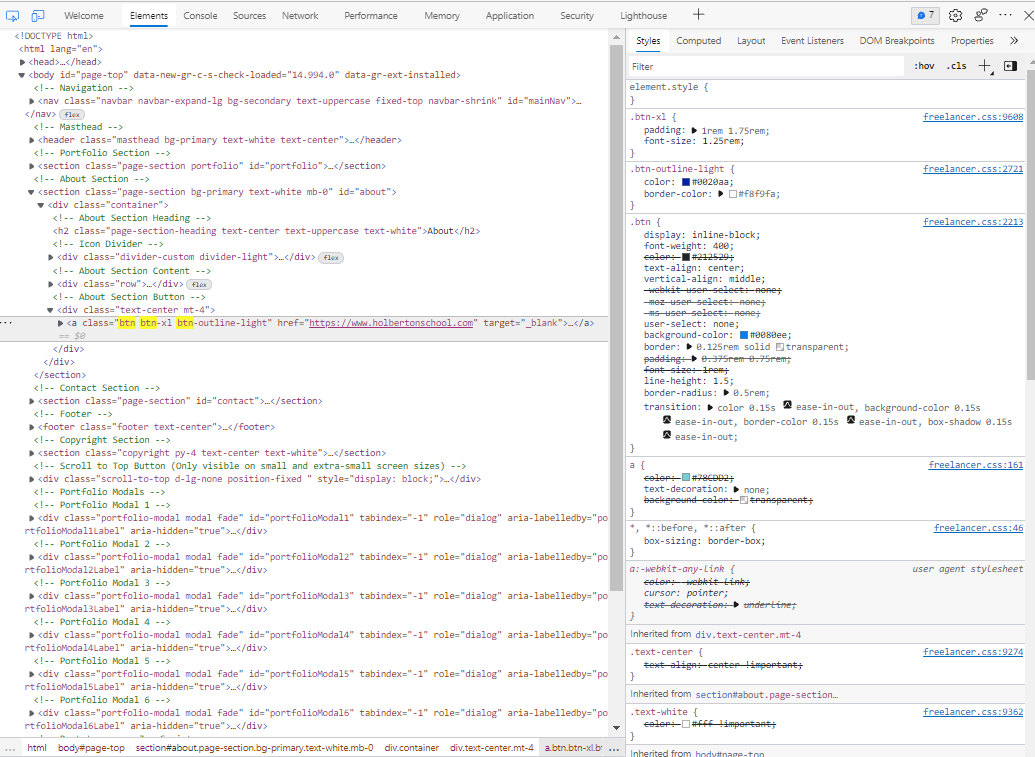 Welcome Elements Console Sources Network Performance Memory Application Security Lighthouse 7
<!DOCTYPE html>
<html lang="en">
<head>…</head>
<body id="page-top" data-new-gr-c-s-check-loaded="14.994.0" data-gr-ext-installed>
<!-- Navigation -->
<nav class="navbar navbar-expand-lg bg-secondary text-uppercase fixed-top navbar-shrink" id="mainNav">…
</nav> flex
<!-- Masthead -->
<header class="masthead bg-primary text-white text-center">…</header>
<!-- Portfolio Section -->
<section class="page-section portfolio" id="portfolio">…</section>
<!-- About Section -->
<section class="page-section bg-primary text-white mb-0" id="about">
<div class="container">
<!-- About Section Heading -->
<h2 class="page-section-heading text-center text-uppercase text-white">About</h2>
<!-- Icon Divider -->
<div class="divider-custom divider-light">…</div> flex
<!-- About Section Content -->
<div class="row">…</div> flex
<!-- About Section Button -->
<div class="text-center mt-4">
<a class="btn btn-xl btn-outline-light" href="https://www.holbertonschool.com" target="_blank">…</a>
== $0
</div>
</div>
</section>
<!-- Contact Section -->
<section class="page-section" id="contact">…</section>
<!-- Footer -->
<footer class="footer text-center">…</footer>
<!-- Copyright Section -->
<section class="copyright py-4 text-center text-white">…</section>
<!-- Scroll to Top Button (Only visible on small and extra-small screen sizes) -->
<div class="scroll-to-top d-lg-none position-fixed " style="display: block;">…</div>
<!-- Portfolio Modals -->
<!-- Portfolio Modal 1 -->
<div class="portfolio-modal modal fade" id="portfolioModal1" tabindex="-1" role="dialog" aria-labelledby="po
rtfolioModal1Label" aria-hidden="true">…</div>
<!-- Portfolio Modal 2 -->
<div class="portfolio-modal modal fade" id="portfolioModal2" tabindex="-1" role="dialog" aria-labelledby="po
rtfolioModal2Label" aria-hidden="true">…</div>
<!-- Portfolio Modal 3 -->
<div class="portfolio-modal modal fade" id="portfolioModal3" tabindex="-1" role="dialog" aria-labelledby="po
rtfolioModal3Label" aria-hidden="true">…</div>
<!-- Portfolio Modal 4 -->
<div class="portfolio-modal modal fade" id="portfolioModal4" tabindex="-1" role="dialog" aria-labelledby="po
rtfolioModal4Label" aria-hidden="true">…</div>
<!-- Portfolio Modal 5 -->
<div class="portfolio-modal modal fade" id="portfolioModal5" tabindex="-1" role="dialog" aria-labelledby="po
rtfolioModal5Label" aria-hidden="true">…</div>
<!-- Portfolio Modal 6 -->
<div class="portfolio-modal modal fade" id="portfolioModal6" tabindex="-1" role="dialog" aria-labelledby="po
rtfolioModal6Label" aria-hidden="true">…</div>
… html body#page-top section#about.page-section.bg-primary.text-white.mb-0 div.container div.text-center.mt-4 a.btn.btn-xl.bt …
Styles Computed Layout Event Listeners DOM Breakpoints Properties
Filter :hov .cls
element.style {
}
.btn-xl { freelancer.css:9608
padding: 1rem 1.75rem;
font-size: 1.25rem;
}
.btn-outline-light { freelancer.css:2721
color: #0020aa;
border-color: #f8f9fa;
}
.btn { freelancer.css:2213
display: inline-block;
font-weight: 400;
color: #212529;
text-align: center;
vertical-align: middle;
-webkit-user-select: none;
-moz-user-select: none;
-ms-user-select: none;
user-select: none;
background-color: #0080ee;
border: 0.125rem solid transparent;
padding: 0.375rem 0.75rem;
font-size: 1rem;
line-height: 1.5;
border-radius: 0.5rem;
transition: color 0.15s ease-in-out, background-color 0.15s
ease-in-out, border-color 0.15s ease-in-out, box-shadow 0.15s
ease-in-out;
}
a { freelancer.css:161
color: #78CDD2;
text-decoration: none;
background-color: transparent;
}
*, *::before, *::after { freelancer.css:46
box-sizing: border-box;
}
a:-webkit-any-link { user agent stylesheet
color: -webkit-link;
cursor: pointer;
text-decoration: underline;
}
Inherited from div.text-center.mt-4
.text-center { freelancer.css:9274
text-align: center !important;
}
Inherited from section#about.page-section…
.text-white { freelancer.css:9362
color: #fff !important;
}
Inherited from body#page-top